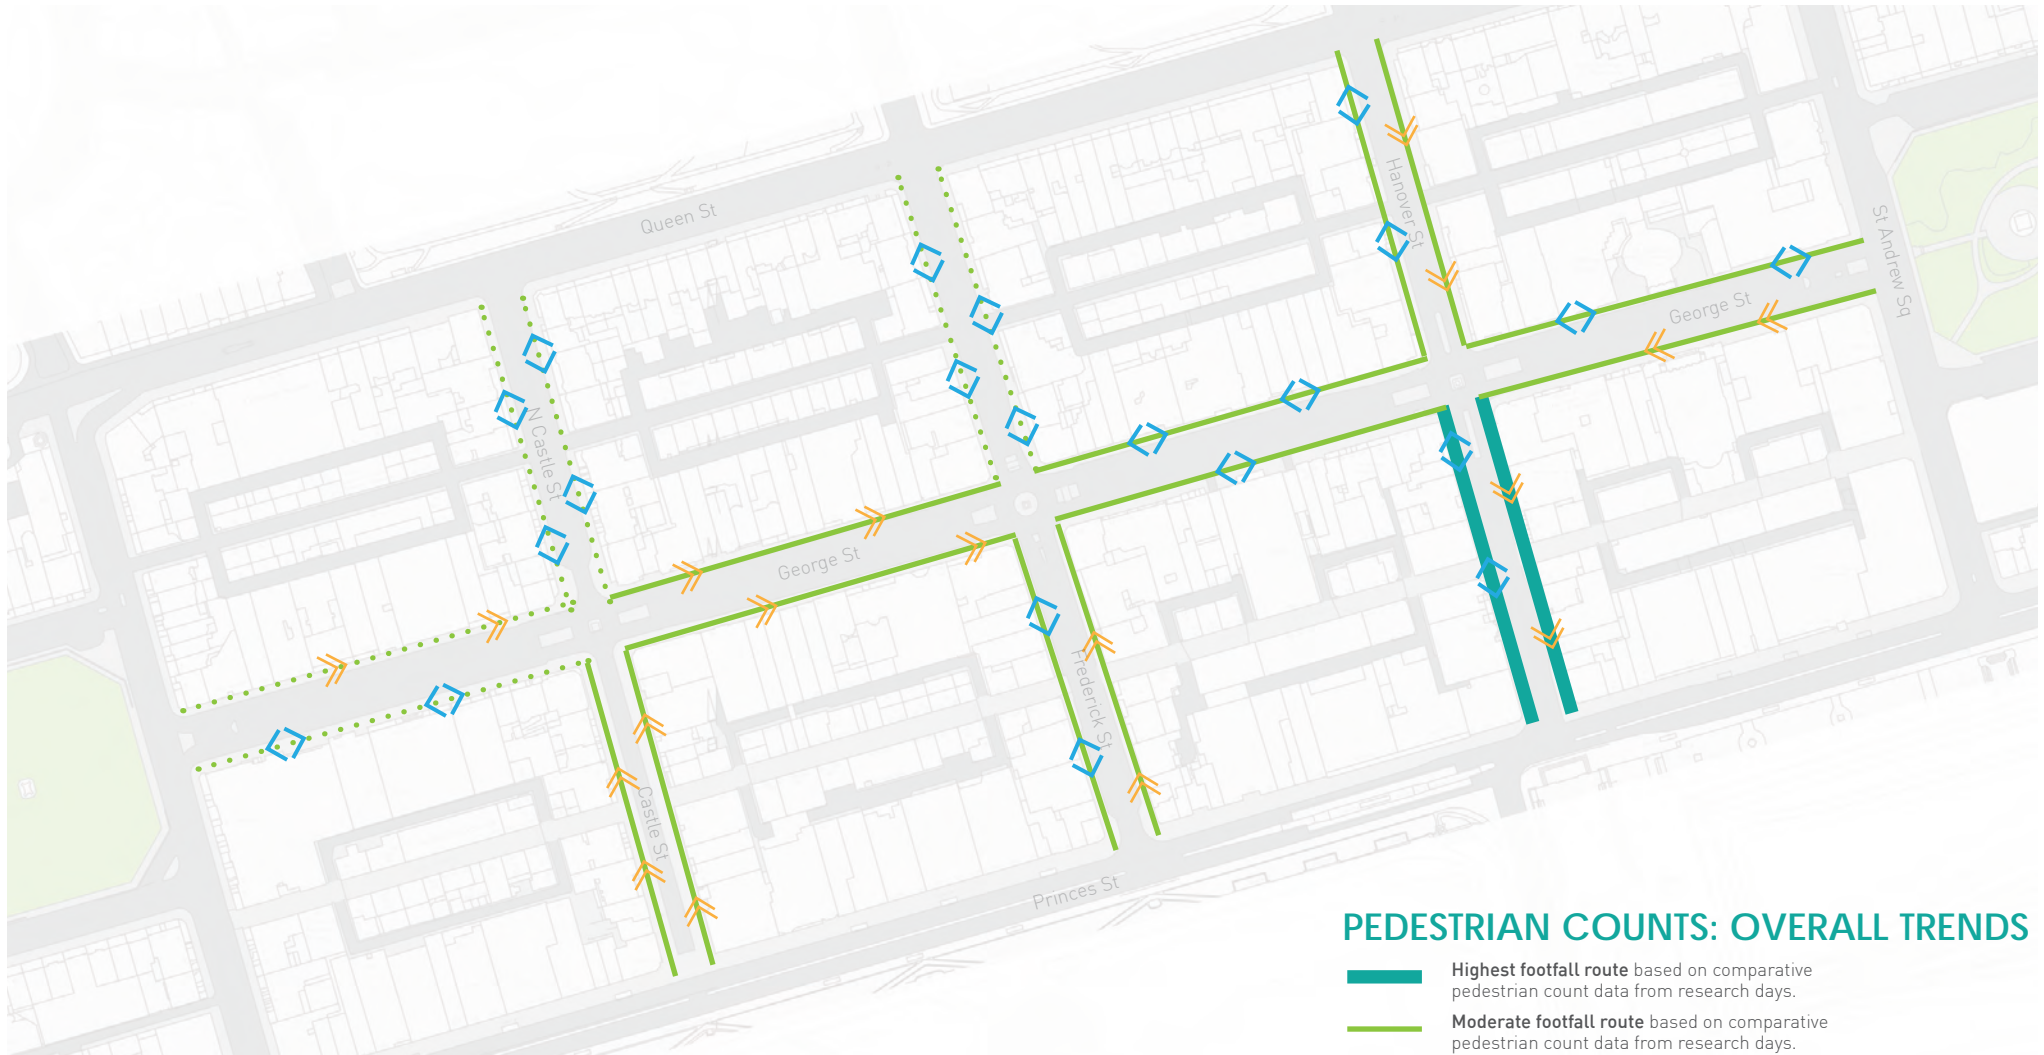 Queen St
Hanover St
St Andrew Sq
George St
N Castle St
George St
Frederick St
Castle St
Princes St
PEDESTRIAN COUNTS: OVERALL TRENDS
Highest footfall route based on comparative
pedestrian count data from research days.
Moderate footfall route based on comparative
pedestrian count data from research days.